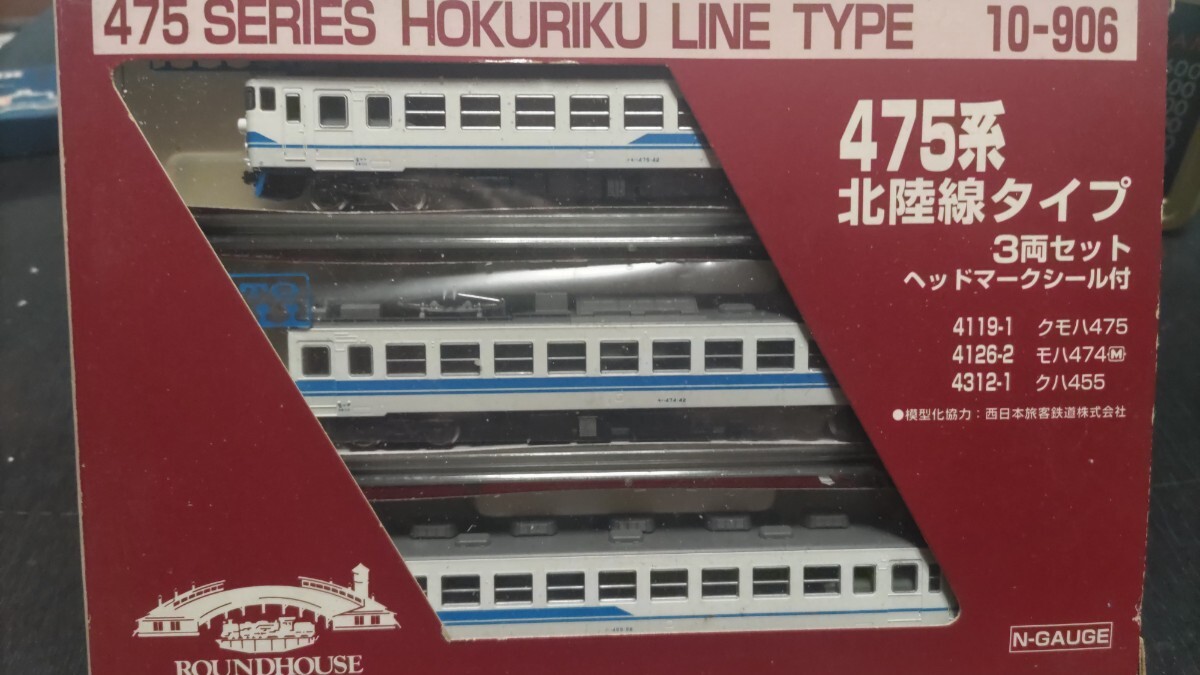 475 SERIES HOKURIKU LINE TYPE 10-906
475系
北陸線タイプ
3両セット
ヘッドマークシール付
4119-1 クモハ475
4126-2 モハ474 M
4312-1 クハ455
●模型化協力:西日本旅客鉄道株式会社
ROUNDHOUSE
N-GAUGE